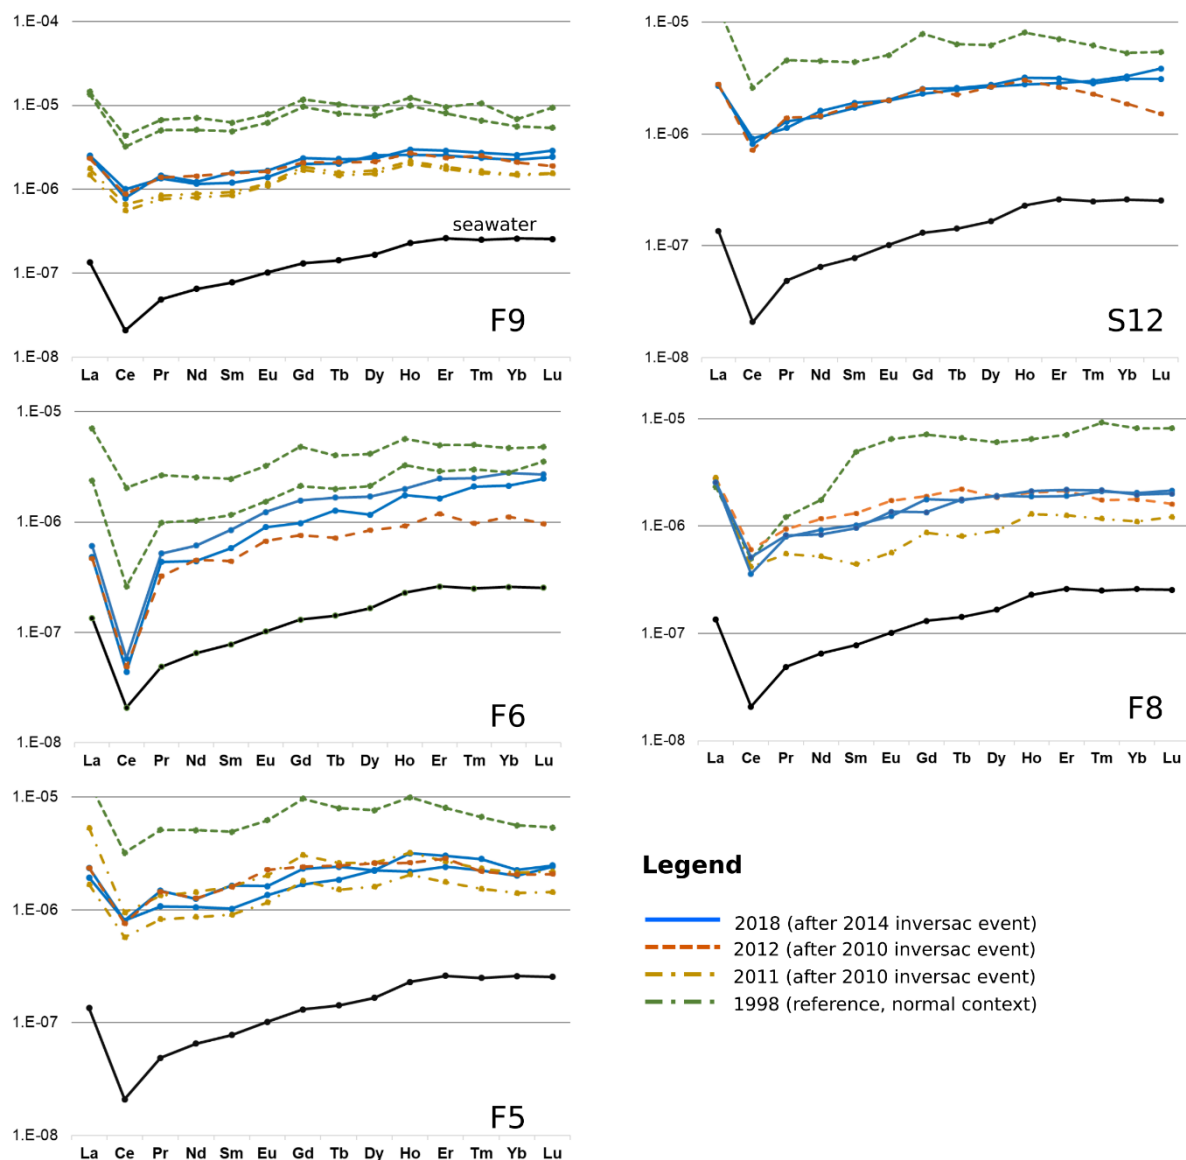 1.E-04
1.E-05
1.E-06
1.E-07
1.E-08
seawater
F9
La Ce Pr Nd Sm Eu Gd Tb Dy Ho Er Tm Yb Lu
1.E-05
1.E-06
1.E-07
1.E-08
S12
La Ce Pr Nd Sm Eu Gd Tb Dy Ho Er Tm Yb Lu
1.E-05
1.E-06
1.E-07
1.E-08
F6
La Ce Pr Nd Sm Eu Gd Tb Dy Ho Er Tm Yb Lu
1.E-05
1.E-06
1.E-07
1.E-08
F8
La Ce Pr Nd Sm Eu Gd Tb Dy Ho Er Tm Yb Lu
1.E-05
1.E-06
1.E-07
1.E-08
F5
La Ce Pr Nd Sm Eu Gd Tb Dy Ho Er Tm Yb Lu
Legend
2018 (after 2014 inversac event)
2012 (after 2010 inversac event)
2011 (after 2010 inversac event)
1998 (reference, normal context)